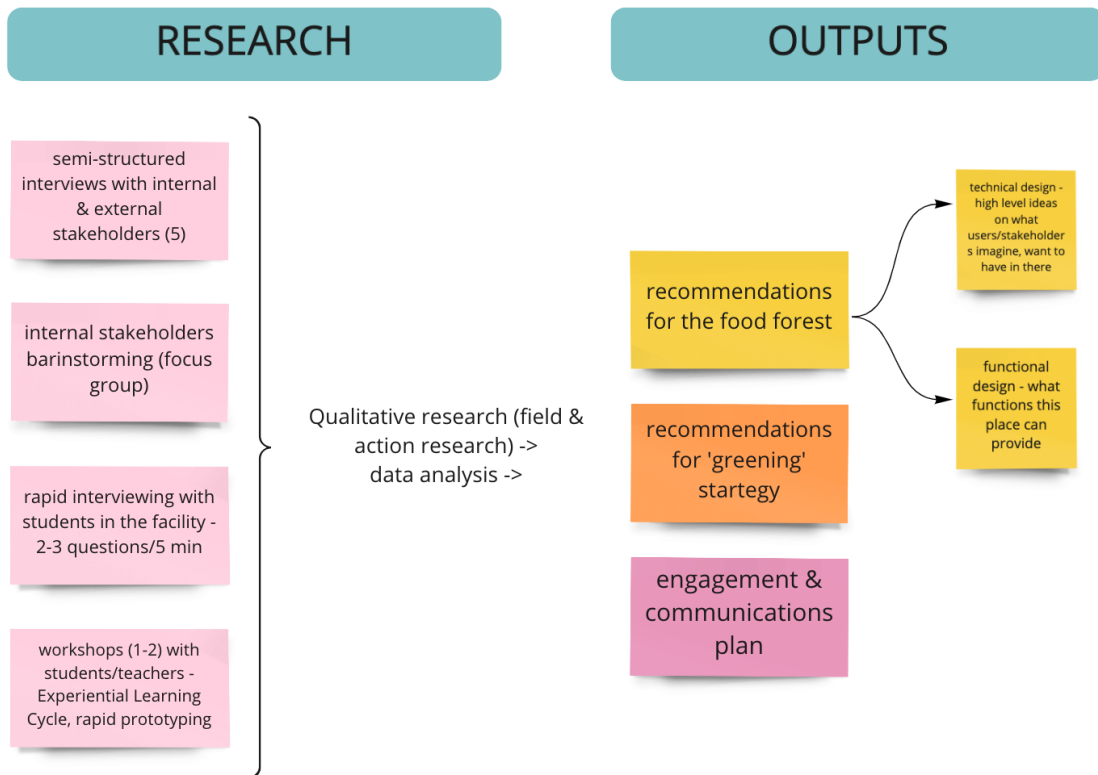 RESEARCH
semi-structured
interviews with internal
& external
stakeholders (5)
internal stakeholders
barinstorming (focus
group)
rapid interviewing with
students in the facility -
2-3 questions/5 min
workshops (1-2) with
students/teachers -
Experiential Learning
Cycle, rapid prototyping
Qualitative research (field &
action research) ->
data analysis ->
OUTPUTS
recommendations
for the food forest
technical design -
high level ideas
on what
users/stakeholder
s imagine, want to
have in there
functional
design - what
functions this
place can
provide
recommendations
for 'greening'
startegy
engagement &
communications
plan